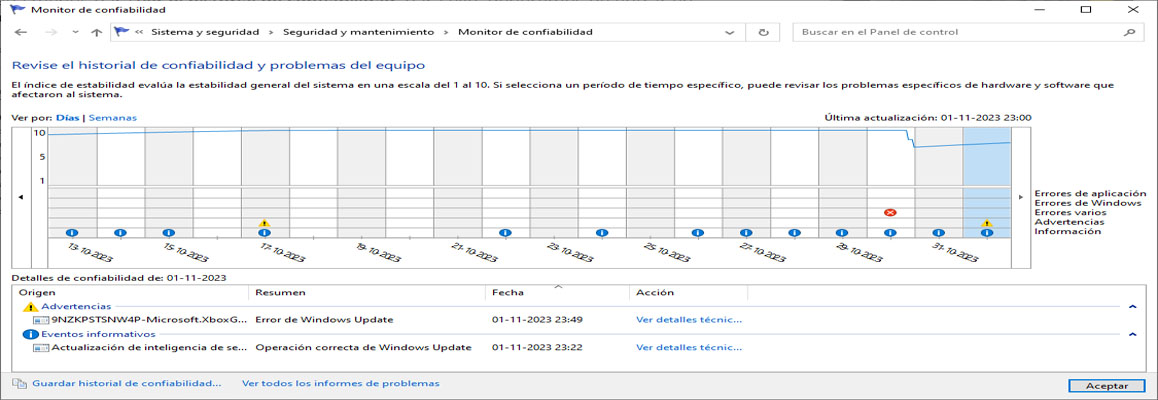 Monitor de confiabilidad
Sistema y seguridad > Seguridad y mantenimiento > Monitor de confiabilidad
Buscar en el Panel de control
Revise el historial de confiabilidad y problemas del equipo
El índice de estabilidad evalúa la estabilidad general del sistema en una escala del 1 al 10. Si selecciona un período de tiempo específico, puede revisar los problemas específicos de hardware y software que
afectaron al sistema.
Ver por: Días | Semanas
Última actualización: 01-11-2023 23:00
10
5
1
Errores de aplicación
Errores de Windows
Errores varios
Advertencias
Información
13-10-2023 15-10-2023 17-10-2023 19-10-2023 21-10-2023 23-10-2023 25-10-2023 27-10-2023 29-10-2023 31-10-2023
Detalles de confiabilidad de: 01-11-2023
Origen Resumen Fecha Acción
Advertencias
9NZKPSTSNW4P-Microsoft.XboxG... Error de Windows Update 01-11-2023 23:49 Ver detalles técnic...
Eventos informativos
Actualización de inteligencia de se... Operación correcta de Windows Update 01-11-2023 23:22 Ver detalles técnic...
Guardar historial de confiabilidad... Ver todos los informes de problemas
Aceptar